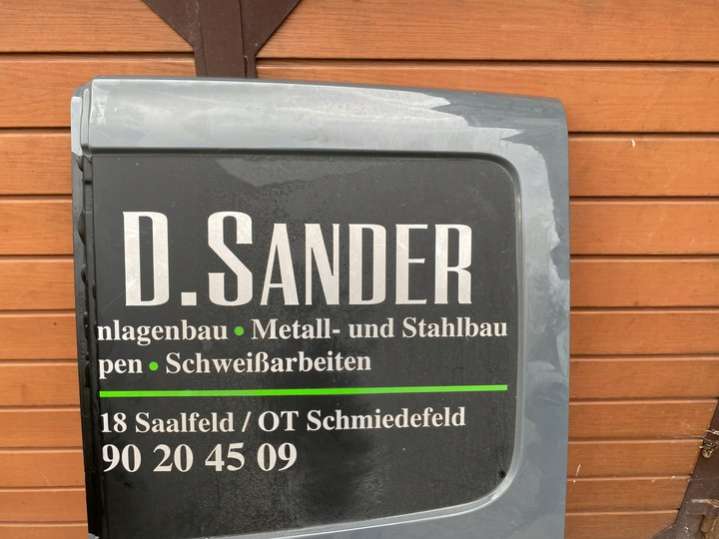 D.SANDER
nlagenbau • Metall- und Stahlbau
pen • Schweißarbeiten
18 Saalfeld / OT Schmiedefeld
90 20 45 09